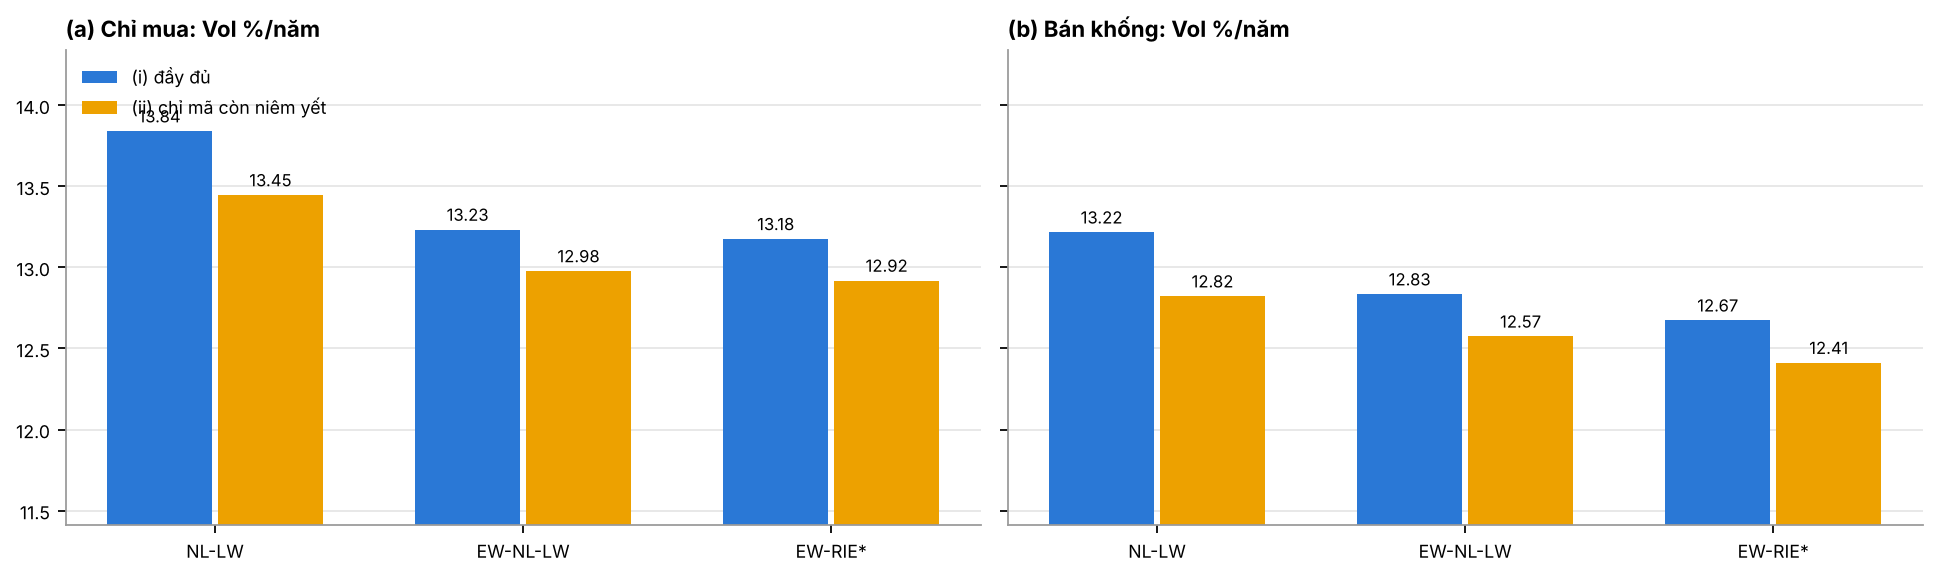 (a) Chỉ mua: Vol %/năm
(i) đầy đủ
(ii) chỉ mã còn niêm yết
14.0
13.5
13.0
12.5
12.0
11.5
13.84
13.45
13.23
12.98
13.18
12.92
NL-LW
EW-NL-LW
EW-RIE*
(b) Bán khống: Vol %/năm
13.22
12.82
12.83
12.57
12.67
12.41
NL-LW
EW-NL-LW
EW-RIE*